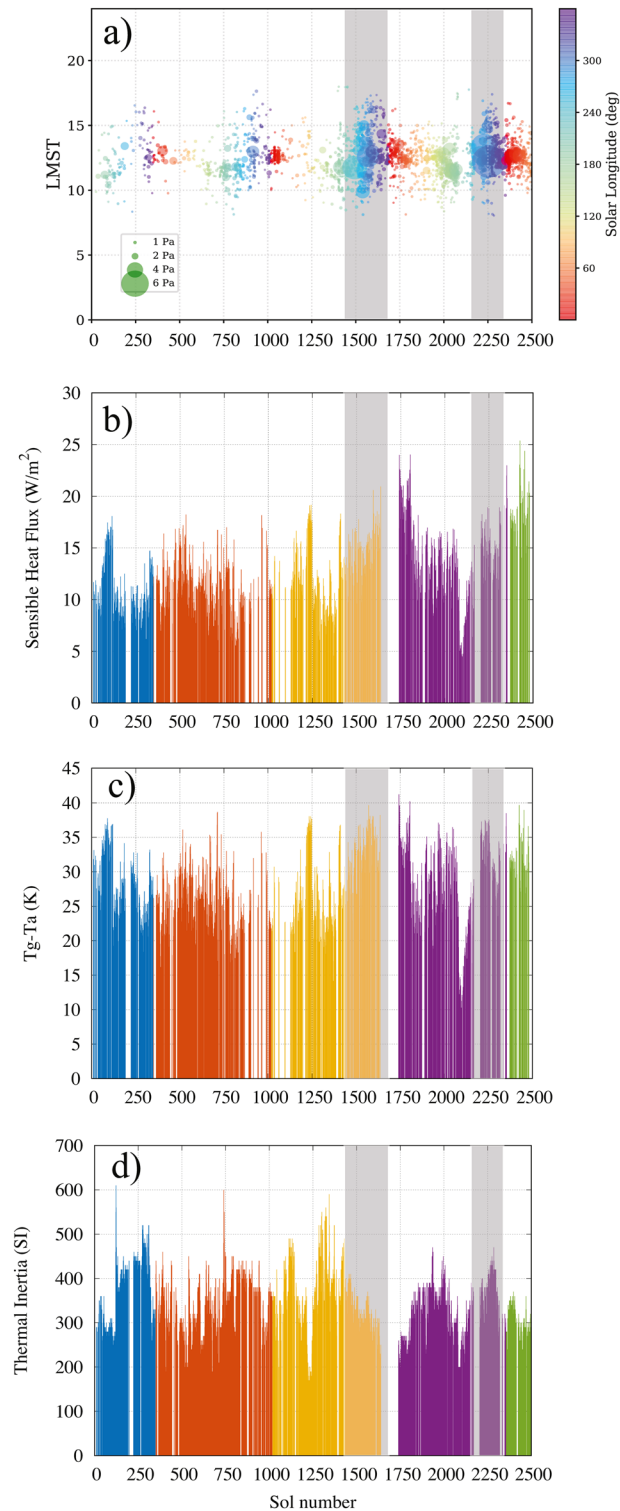 a)
LMST
20
15
10
5
0
1 Pa
2 Pa
4 Pa
6 Pa
0 250 500 750 1000 1250 1500 1750 2000 2250 2500
300
240
180
120
60
Solar Longitude (deg)
b)
Sensible Heat Flux (W/m²)
30
25
20
15
10
5
0
0 250 500 750 1000 1250 1500 1750 2000 2250 2500
c)
Tg-Ta (K)
45
40
35
30
25
20
15
10
5
0
0 250 500 750 1000 1250 1500 1750 2000 2250 2500
d)
Thermal Inertia (SI)
700
600
500
400
300
200
100
0
0 250 500 750 1000 1250 1500 1750 2000 2250 2500
Sol number